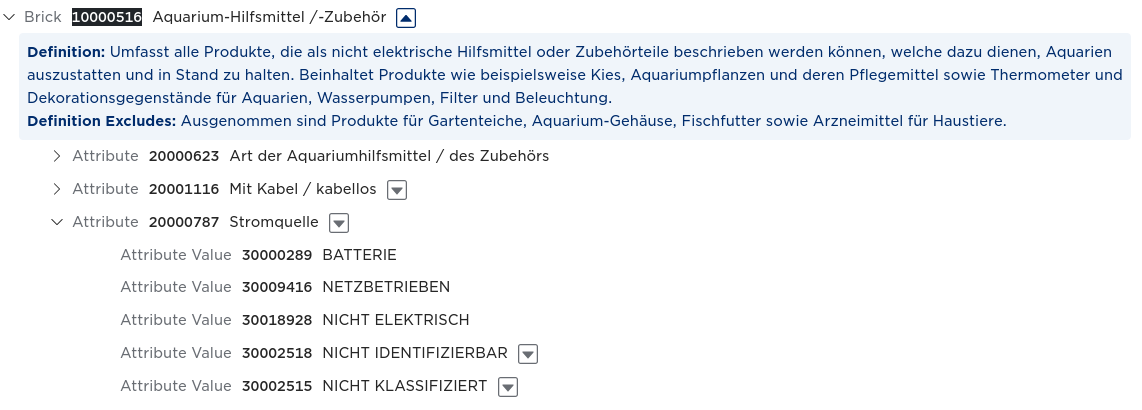 Brick 10000516 Aquarium-Hilfsmittel /-Zubehör
Definition: Umfasst alle Produkte, die als nicht elektrische Hilfsmittel oder Zubehörteile beschrieben werden können, welche dazu dienen, Aquarien
auszustatten und in Stand zu halten. Beinhaltet Produkte wie beispielsweise Kies, Aquariumpflanzen und deren Pflegemittel sowie Thermometer und
Dekorationsgegenstände für Aquarien, Wasserpumpen, Filter und Beleuchtung.
Definition Excludes: Ausgenommen sind Produkte für Gartenteiche, Aquarium-Gehäuse, Fischfutter sowie Arzneimittel für Haustiere.
Attribute 20000623 Art der Aquariumhilfsmittel / des Zubehörs
Attribute 20001116 Mit Kabel / kabellos
Attribute 20000787 Stromquelle
Attribute Value 30000289 BATTERIE
Attribute Value 30009416 NETZBETRIEBEN
Attribute Value 30018928 NICHT ELEKTRISCH
Attribute Value 30002518 NICHT IDENTIFIZIERBAR
Attribute Value 30002515 NICHT KLASSIFIZIERT